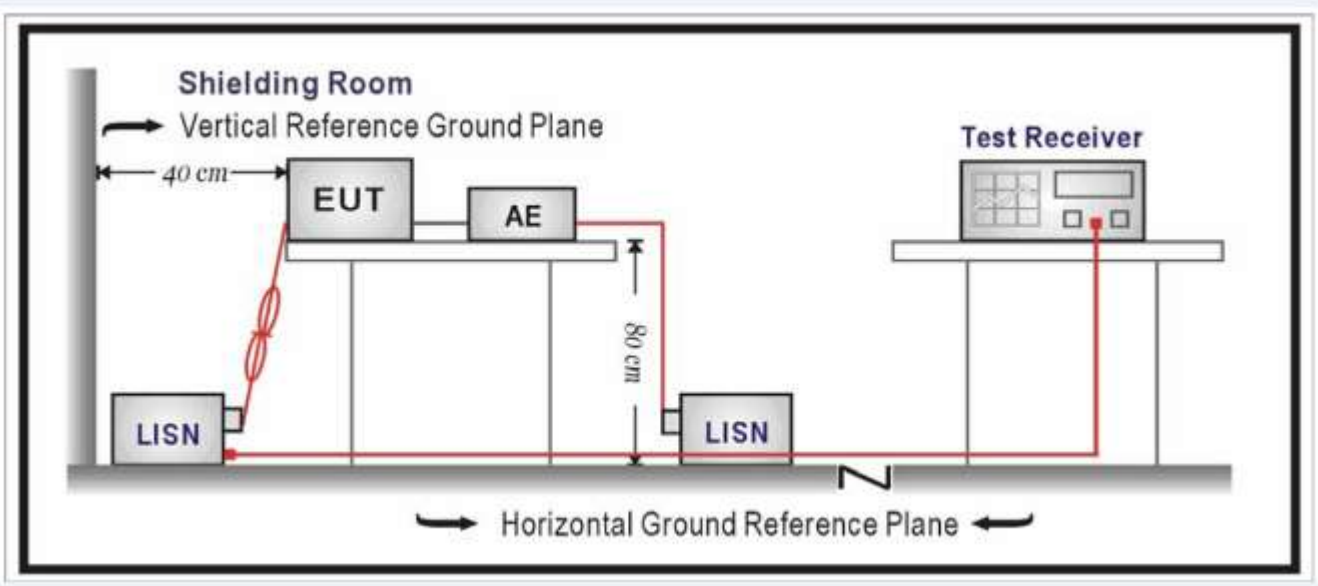 Shielding Room
Vertical Reference Ground Plane
Test Receiver
40 cm
EUT
AE
80 cm
LISN
LISN
Horizontal Ground Reference Plane